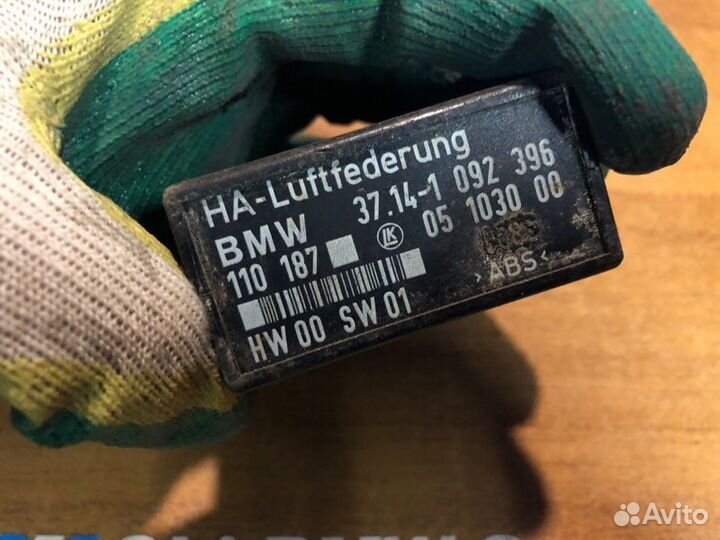 HA-Luftfederung
BMW 37.14-1 092 396
110 187 LK 05 1030 00
>ABS<
HW 00 SW 01
Avito